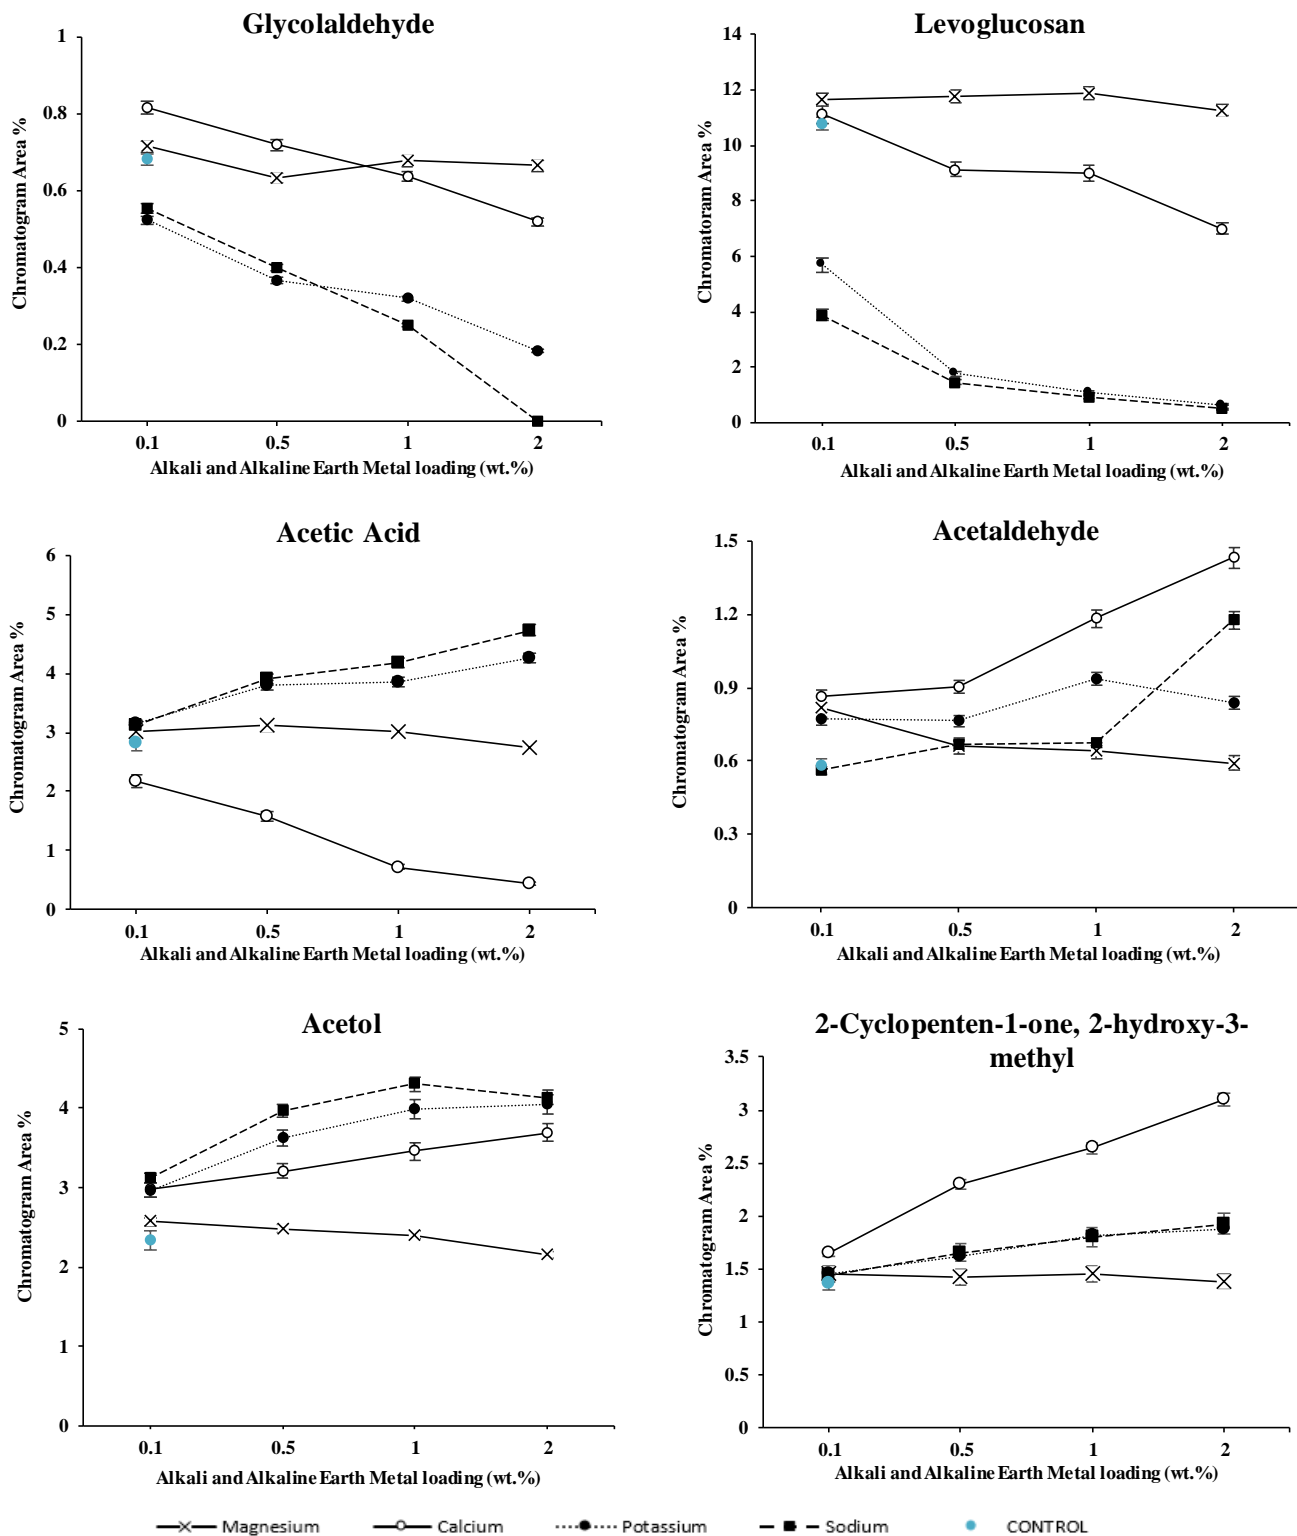 Glycolaldehyde
Chromatogram Area %
1
0.8
0.6
0.4
0.2
0
0.1 0.5 1 2
Alkali and Alkaline Earth Metal loading (wt.%)
Levoglucosan
Chromatoram Area %
14
12
10
8
6
4
2
0
0.1 0.5 1 2
Alkali and Alkaline Earth Metal loading (wt.%)
Acetic Acid
Chromatogram Area %
6
5
4
3
2
1
0
0.1 0.5 1 2
Alkali and Alkaline Earth Metal loading (wt.%)
Acetaldehyde
Chromatogram Area %
1.5
1.2
0.9
0.6
0.3
0
0.1 0.5 1 2
Alkali and Alkaline Earth Metal loading (wt.%)
Acetol
Chromatogram Area %
5
4
3
2
1
0
0.1 0.5 1 2
Alkali and Alkaline Earth Metal loading (wt.%)
2-Cyclopenten-1-one, 2-hydroxy-3-
methyl
Chromatogram Area %
3.5
3
2.5
2
1.5
1
0.5
0
0.1 0.5 1 2
Alkali and Alkaline Earth Metal loading (wt.%)
Magnesium Calcium Potassium Sodium CONTROL